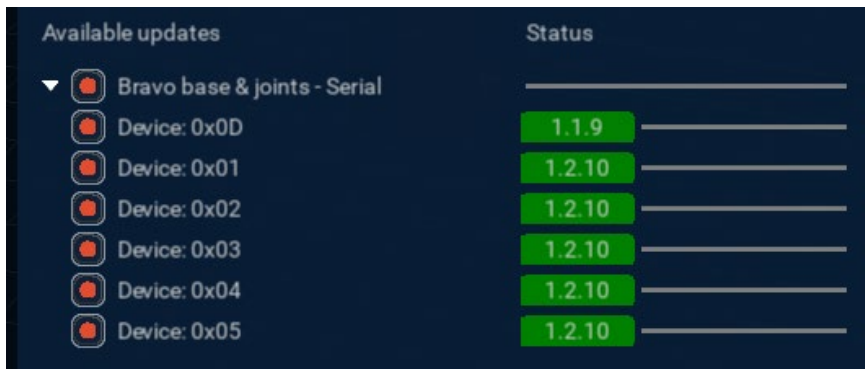 Available updates Status
Bravo base & joints - Serial
Device: 0x0D 1.1.9
Device: 0x01 1.2.10
Device: 0x02 1.2.10
Device: 0x03 1.2.10
Device: 0x04 1.2.10
Device: 0x05 1.2.10